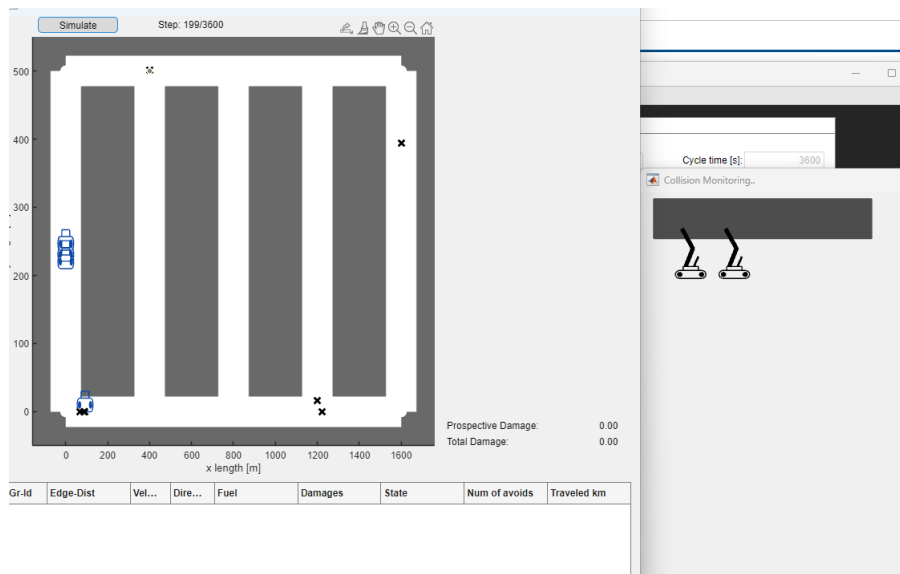 Simulate
Step: 199/3600
500
400
300
200
100
0
0 200 400 600 800 1000 1200 1400 1600
x length [m]
Prospective Damage: 0.00
Total Damage: 0.00
Gr-Id Edge-Dist Vel... Dire... Fuel Damages State Num of avoids Traveled km
Cycle time [s]: 3600
Collision Monitoring..